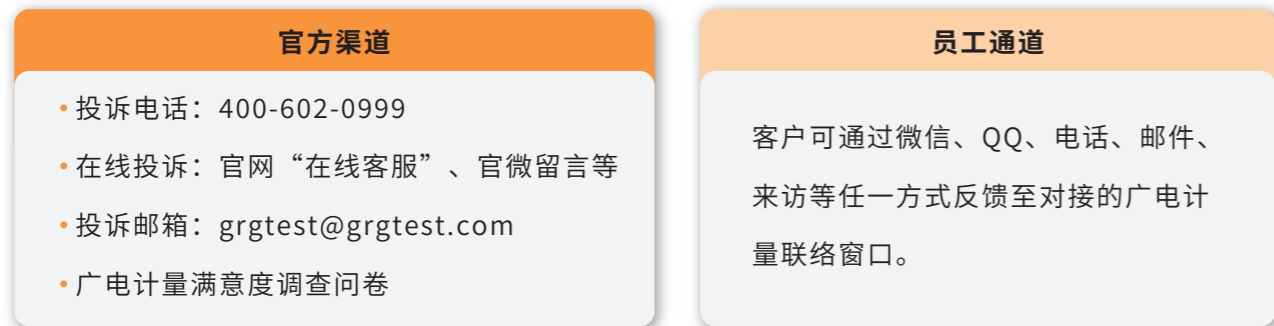 官方渠道
•投诉电话：400-602-0999
•在线投诉：官网“在线客服”、官微留言等
•投诉邮箱：grgtest@grgtest.com
•广电计量满意度调查问卷
员工通道
客户可通过微信、QQ、电话、邮件、
来访等任一方式反馈至对接的广电计
量联络窗口。